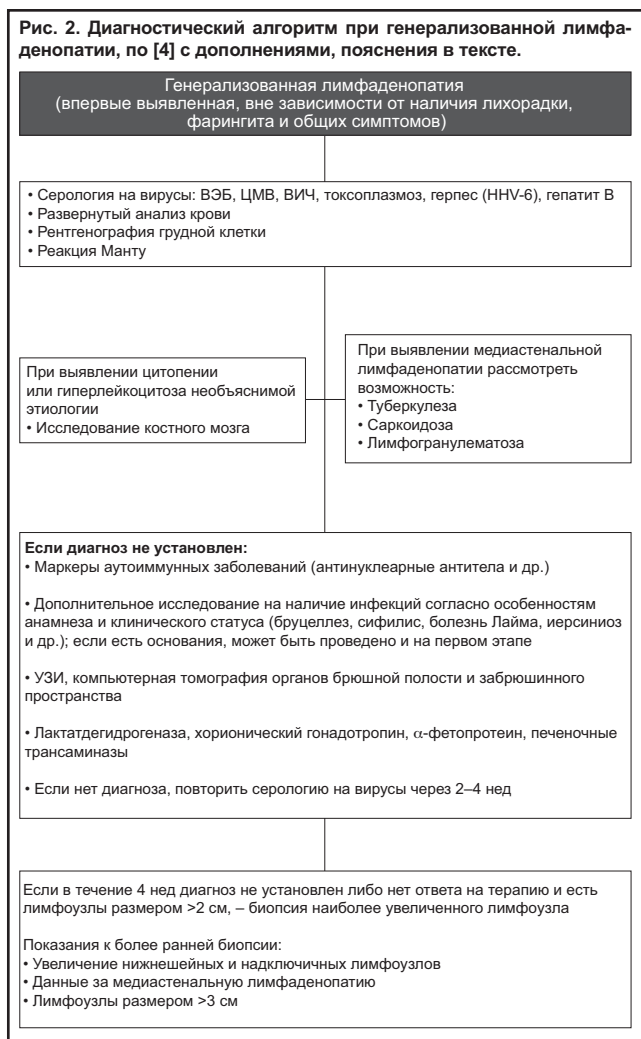 Рис. 2. Диагностический алгоритм при генерализованной лимфа-
денопатии, по [4] с дополнениями, пояснения в тексте.
Генерализованная лимфаденопатия
(впервые выявленная, вне зависимости от наличия лихорадки,
фарингита и общих симптомов)
• Серология на вирусы: ВЭБ, ЦМВ, ВИЧ, токсоплазмоз, герпес (HHV-6), гепатит В
• Развернутый анализ крови
• Рентгенография грудной клетки
• Реакция Манту
При выявлении цитопении
или гиперлейкоцитоза необъяснимой
этиологии
• Исследование костного мозга
При выявлении медиастенальной
лимфаденопатии рассмотреть
возможность:
• Туберкулеза
• Саркоидоза
• Лимфогранулематоза
Если диагноз не установлен:
• Маркеры аутоиммунных заболеваний (антинуклеарные антитела и др.)
• Дополнительное исследование на наличие инфекций согласно особенностям
анамнеза и клинического статуса (бруцеллез, сифилис, болезнь Лайма, иерсиниоз
и др.); если есть основания, может быть проведено и на первом этапе
• УЗИ, компьютерная томография органов брюшной полости и забрюшинного
пространства
• Лактатдегидрогеназа, хорионический гонадотропин, α-фетопротеин, печеночные
трансаминазы
• Если нет диагноза, повторить серологию на вирусы через 2–4 нед
Если в течение 4 нед диагноз не установлен либо нет ответа на терапию и есть
лимфоузлы размером >2 см, – биопсия наиболее увеличенного лимфоузла
Показания к более ранней биопсии:
• Увеличение нижнешейных и надключичных лимфоузлов
• Данные за медиастенальную лимфаденопатию
• Лимфоузлы размером >3 см